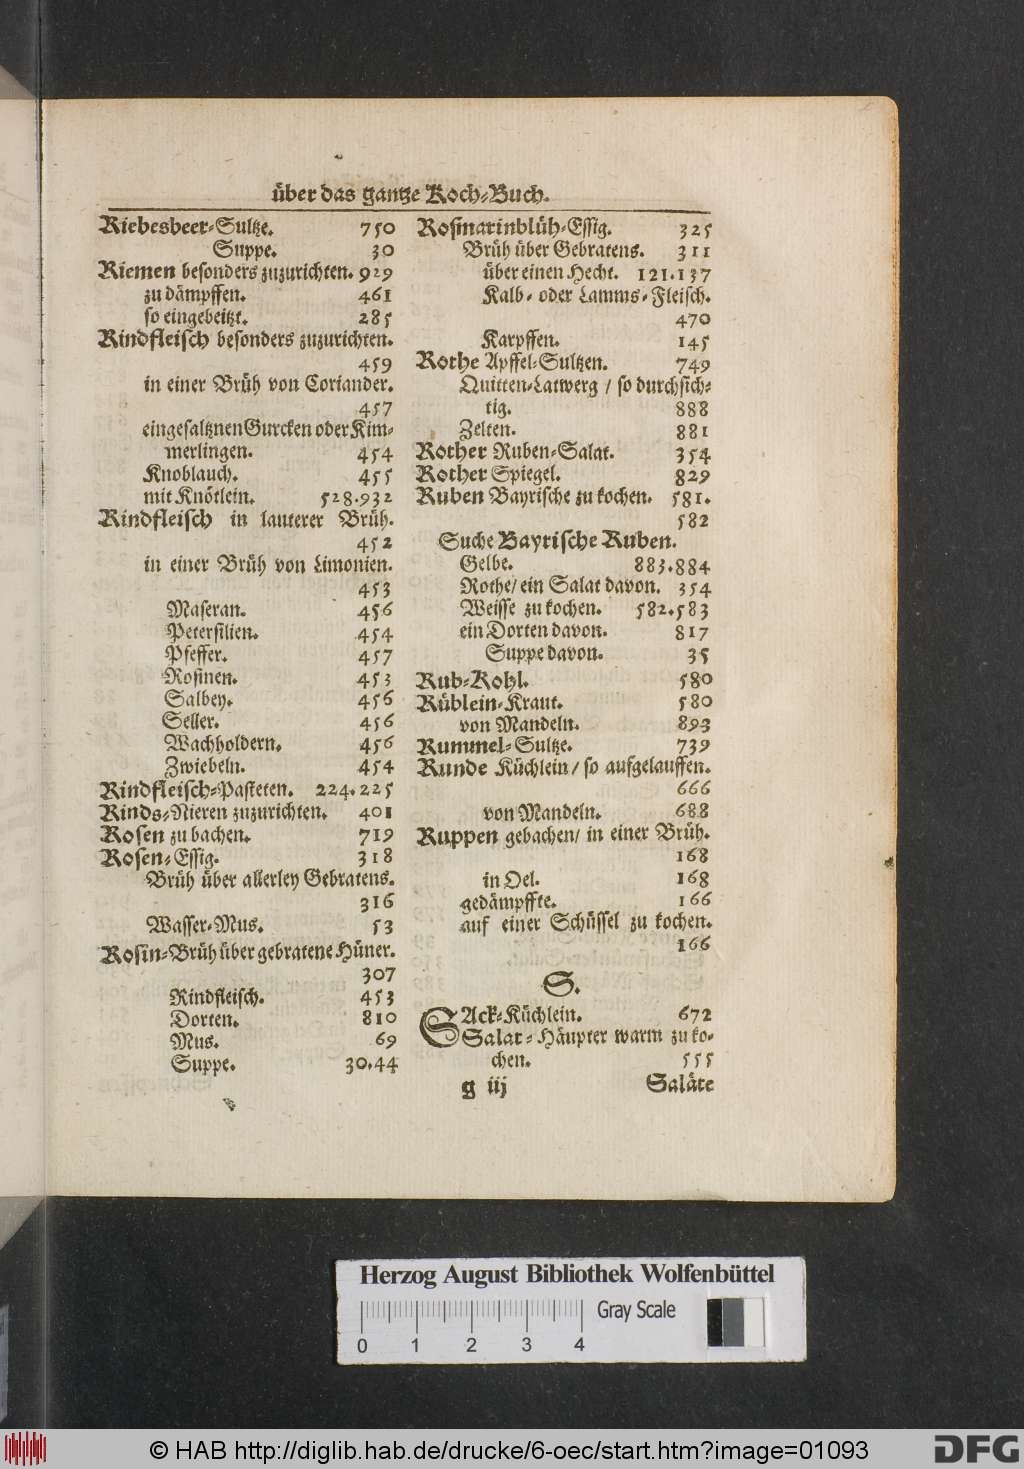 über das gantze Koch-Buch.
Riebesbeer-Sultze. 750
Suppe. 30
Riemen besonders zuzurichten. 929
zu dämpffen. 461
so eingebeitzt. 285
Rindfleisch besonders zuzurichten.
459
in einer Brüh von Coriander.
457
eingesaltznen Gurcken oder Kim-
merlingen. 454
Knoblauch. 455
mit Knötlein. 528.932
Rindfleisch in lauterer Brüh.
452
in einer Brüh von Limonien.
453
Maseran. 456
Petersilien. 454
Pfeffer. 457
Rosinen. 453
Salbey. 456
Seller. 456
Wachholdern. 456
Zwiebeln. 454
Rindfleisch-Pasteten. 224.225
Rinds-Nieren zuzurichten. 401
Rosen zu bachen. 719
Rosen-Essig. 318
Brüh über allerley Gebratens.
316
Wasser-Mus. 53
Rosin-Brüh über gebratene Hüner.
307
Rindfleisch. 453
Dorten. 810
Mus. 69
Suppe. 30.44
Rosmarinblüh-Essig. 325
Brüh über Gebratens. 311
über einen Hecht. 121.137
Kalb- oder Lamms-Fleisch.
470
Karpffen. 145
Rothe Apffel-Sultzen. 749
Quitten-Latwerg / so durchsich-
tig. 888
Zelten. 881
Rother Ruben-Salat. 354
Rother Spiegel. 829
Ruben Bayrische zu kochen. 581.
582
Suche Bayrische Ruben.
Gelbe. 883.884
Rothe / ein Salat davon. 354
Weisse zu kochen. 582.583
ein Dorten davon. 817
Suppe davon. 35
Rub-Kohl. 580
Rüblein-Kraut. 580
von Mandeln. 893
Rummel-Sultze. 739
Runde Küchlein / so aufgelauffen.
666
von Mandeln. 688
Ruppen gebachen / in einer Brüh.
168
in Oel. 168
gedämpffte. 166
auf einer Schüssel zu kochen.
166
S.
SAck-Küchlein. 672
Salat-Häupter warm zu ko-
chen. 555
g iij Saläte
Herzog August Bibliothek Wolfenbüttel
Gray Scale
0 1 2 3 4
© HAB http://diglib.hab.de/drucke/6-oec/start.htm?image=01093
DFG